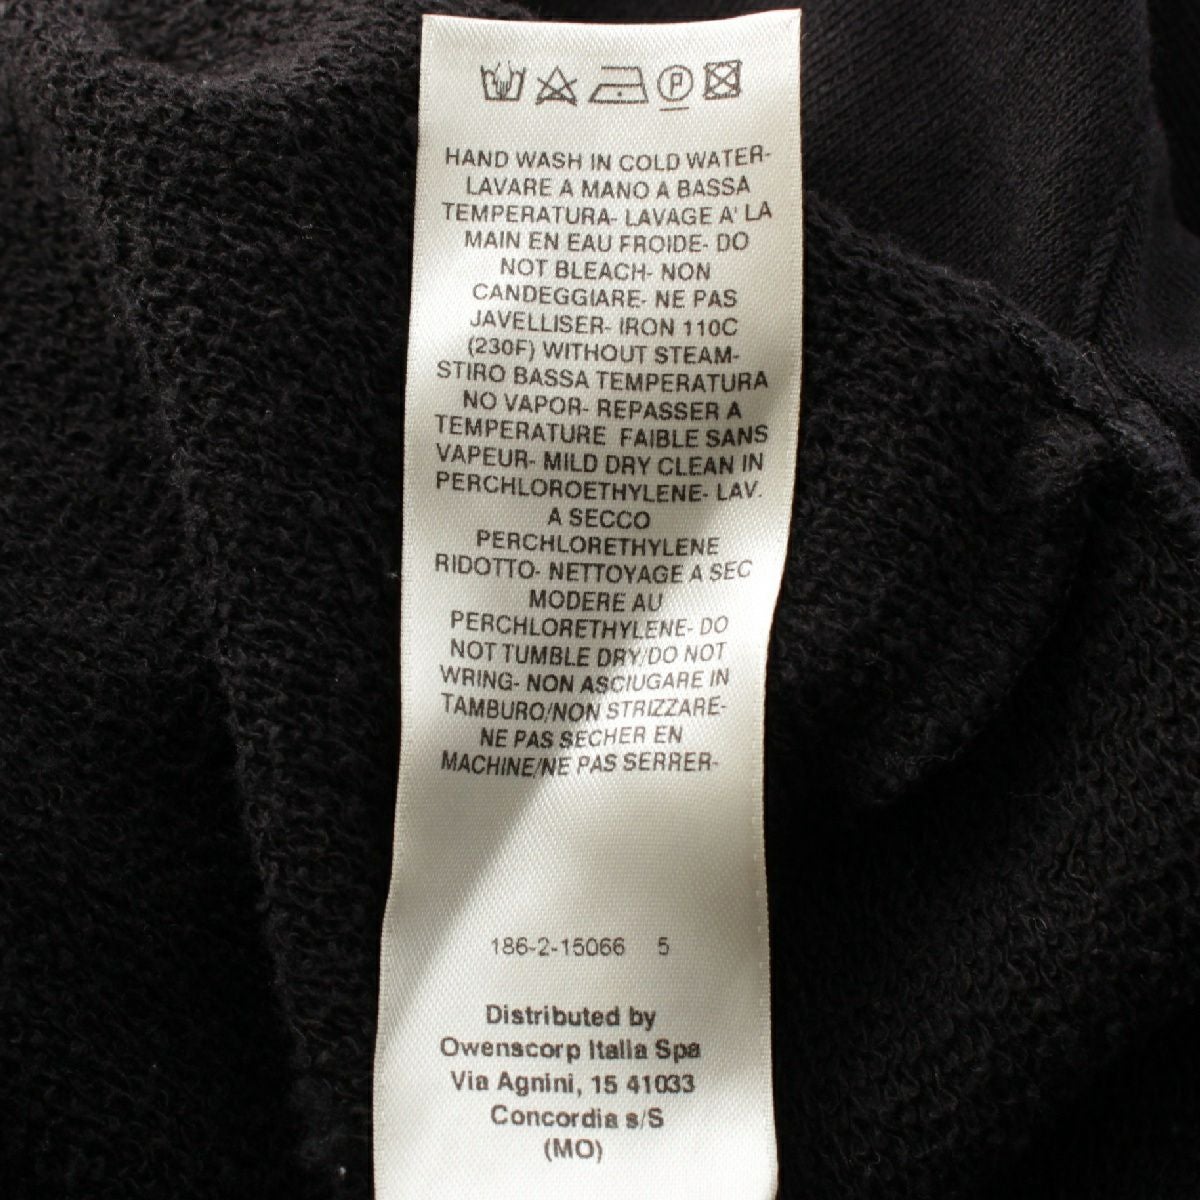 P
HAND WASH IN COLD WATER-
LAVARE A MANO A BASSA
TEMPERATURA- LAVAGE A' LA
MAIN EN EAU FROIDE- DO
NOT BLEACH- NON
CANDEGGIARE- NE PAS
JAVELLISER- IRON 110C
(230F) WITHOUT STEAM-
STIRO BASSA TEMPERATURA
NO VAPOR- REPASSER A
TEMPERATURE FAIBLE SANS
VAPEUR- MILD DRY CLEAN IN
PERCHLOROETHYLENE- LAV.
A SECCO
PERCHLORETHYLENE
RIDOTTO- NETTOYAGE A SEC
MODERE AU
PERCHLORETHYLENE- DO
NOT TUMBLE DRY/DO NOT
WRING- NON ASCIUGARE IN
TAMBURO/NON STRIZZARE-
NE PAS SECHER EN
MACHINE/NE PAS SERRER-
186-2-15066 5
Distributed by
Owenscorp Italia Spa
Via Agnini, 15 41033
Concordia s/S
(MO)